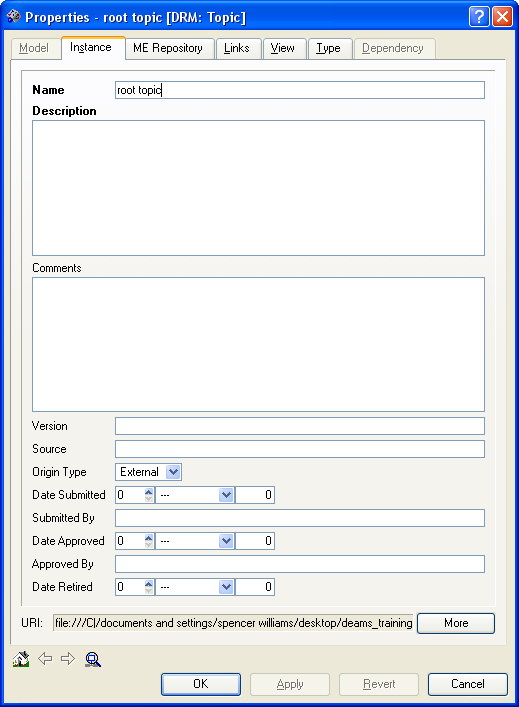 Properties - root topic [DRM: Topic]
Model Instance ME Repository Links View Type Dependency
Name root topic
Description
Comments
Version
Source
Origin Type External
Date Submitted 0 --- 0
Submitted By
Date Approved 0 --- 0
Approved By
Date Retired 0 --- 0
URI: file:///C|/documents and settings/spencer williams/desktop/deams_training More
OK Apply Revert Cancel